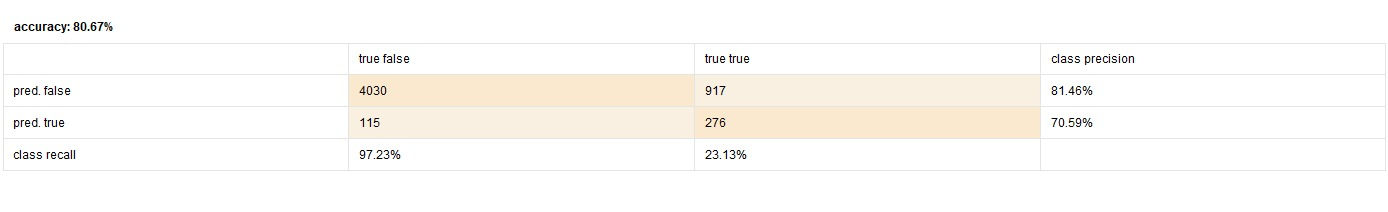 accuracy: 80.67%
true false true true class precision
pred. false 4030 917 81.46%
pred. true 115 276 70.59%
class recall 97.23% 23.13%